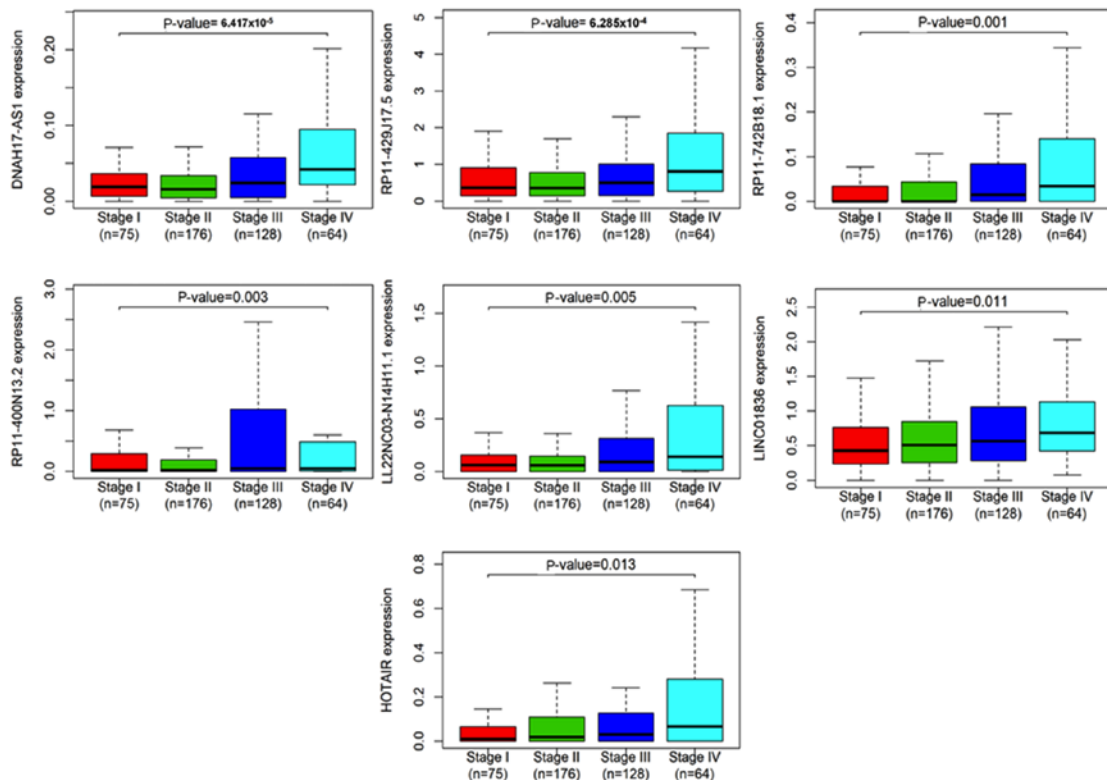 P-value= 6.417x10⁻⁵
DNAH17-AS1 expression
0.20
0.10
0.00
Stage I Stage II Stage III Stage IV
(n=75) (n=176) (n=128) (n=64)
P-value= 6.285x10⁻⁴
RP11-429J17.5 expression
5
4
3
2
1
0
Stage I Stage II Stage III Stage IV
(n=75) (n=176) (n=128) (n=64)
P-value=0.001
RP11-742B18.1 expression
0.4
0.3
0.2
0.1
0.0
Stage I Stage II Stage III Stage IV
(n=75) (n=176) (n=128) (n=64)
P-value=0.003
RP11-400N13.2 expression
3.0
2.0
1.0
0.0
Stage I Stage II Stage III Stage IV
(n=75) (n=176) (n=128) (n=64)
P-value=0.005
LL22NC03-N14H11.1 expression
1.5
1.0
0.5
0.0
Stage I Stage II Stage III Stage IV
(n=75) (n=176) (n=128) (n=64)
P-value=0.011
LINC01836 expression
2.5
2.0
1.5
1.0
0.5
0.0
Stage I Stage II Stage III Stage IV
(n=75) (n=176) (n=128) (n=64)
P-value=0.013
HOTAIR expression
0.8
0.6
0.4
0.2
0.0
Stage I Stage II Stage III Stage IV
(n=75) (n=176) (n=128) (n=64)